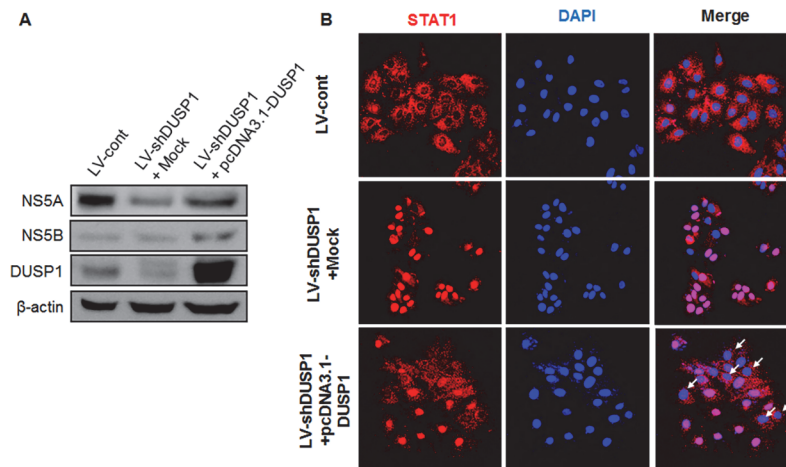 A
LV-cont
LV-shDUSP1
+ Mock
LV-shDUSP1
+ pcDNA3.1-DUSP1
NS5A
NS5B
DUSP1
β-actin
B
STAT1
DAPI
Merge
LV-cont
LV-shDUSP1
+Mock
LV-shDUSP1
+pcDNA3.1-
DUSP1